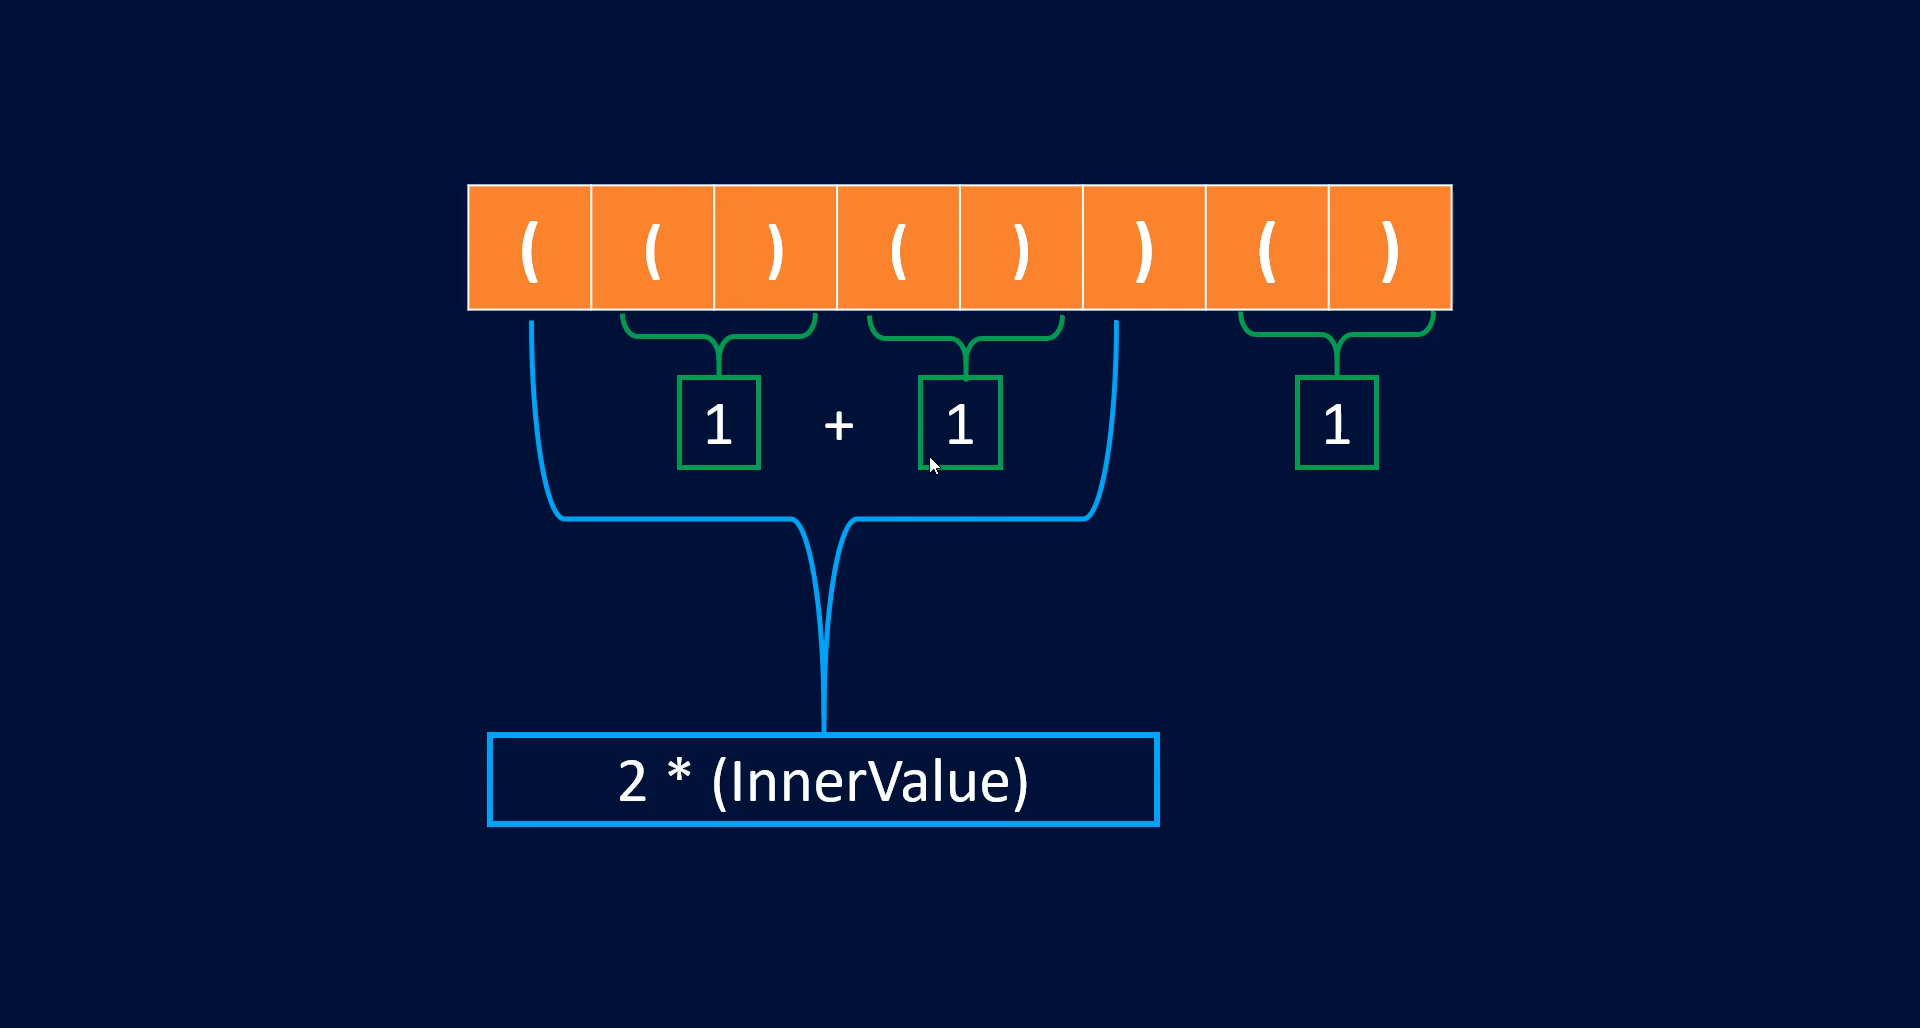 ( ( ) ( ) ) ( )
1 + 1 1
2 * (InnerValue)